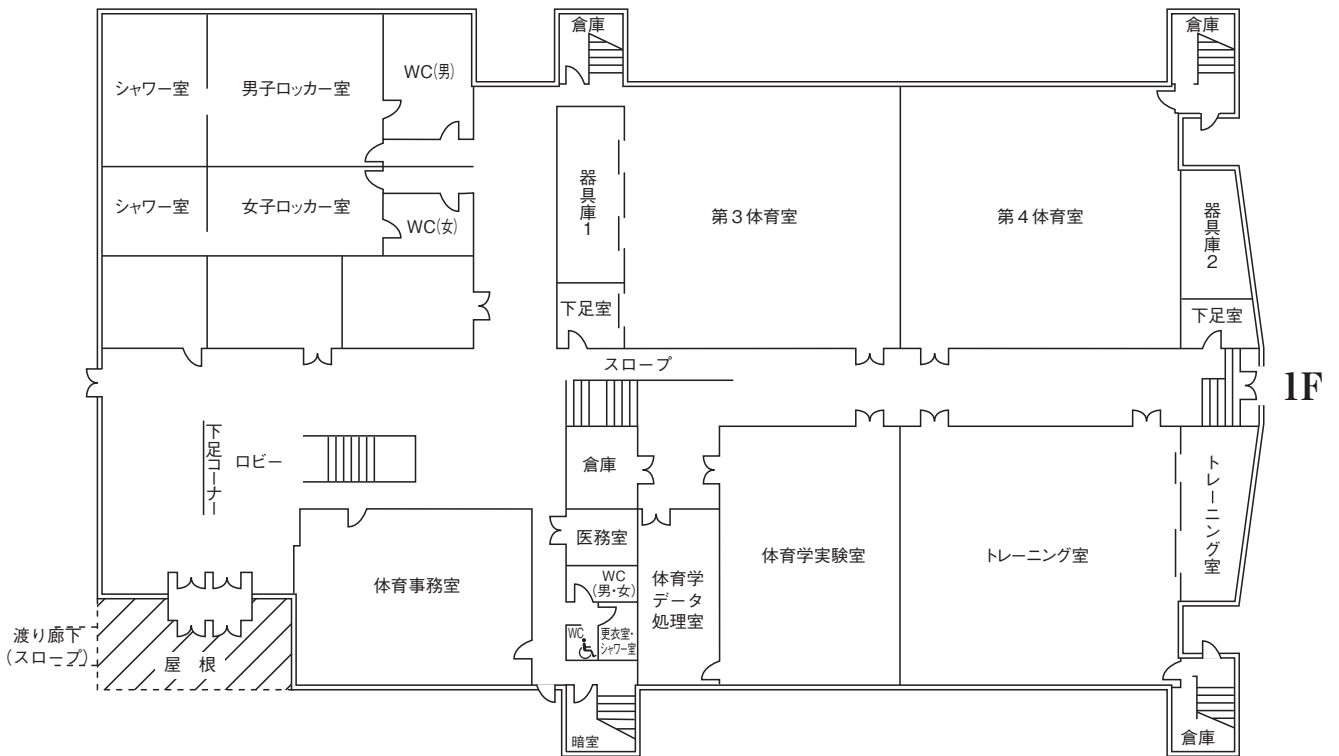 倉庫
倉庫
シャワー室
男子ロッカー室
WC(男)
シャワー室
女子ロッカー室
WC(女)
器具庫1
第3体育室
第4体育室
器具庫2
下足室
下足室
スロープ
1F
下足コーナー
ロビー
倉庫
トレーニング室
医務室
体育事務室
WC
(男・女)
体育学
データ
処理室
体育学実験室
トレーニング室
WC
更衣室・
シャワー室
渡り廊下
(スロープ)
屋 根
暗室
倉庫